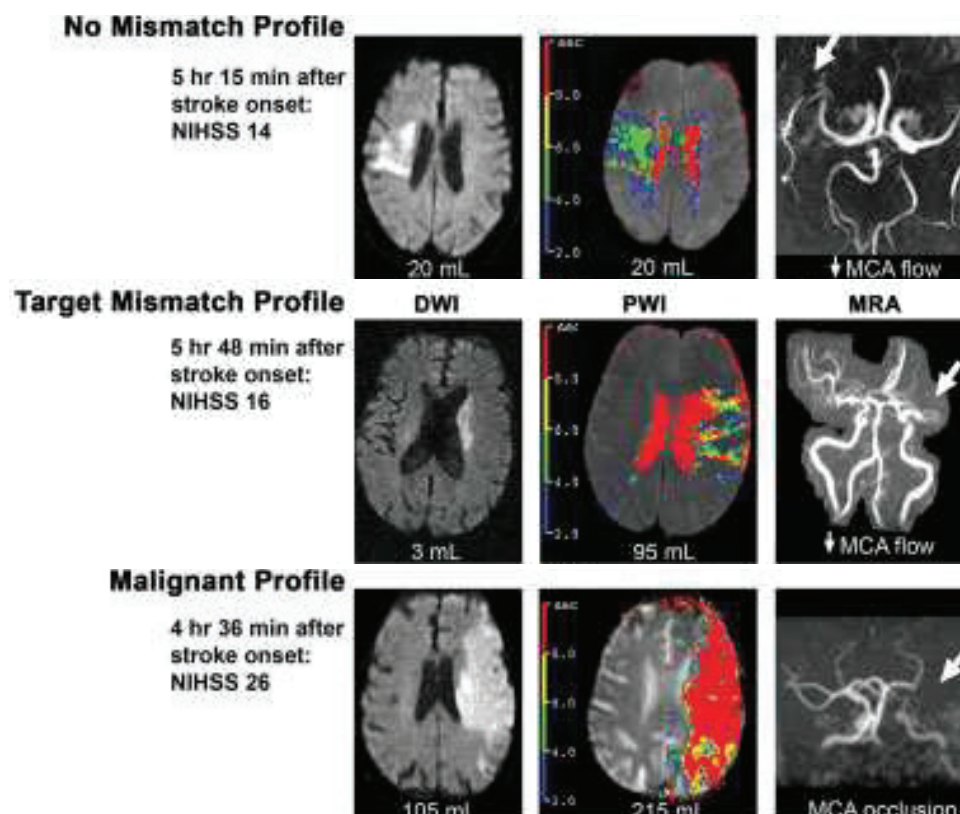 No Mismatch Profile
5 hr 15 min after
stroke onset:
NIHSS 14
20 mL
20 mL
MCA flow
Target Mismatch Profile
DWI
PWI
MRA
5 hr 48 min after
stroke onset:
NIHSS 16
3 mL
95 mL
MCA flow
Malignant Profile
4 hr 36 min after
stroke onset:
NIHSS 26
105 mL
215 mL
MCA occlusion